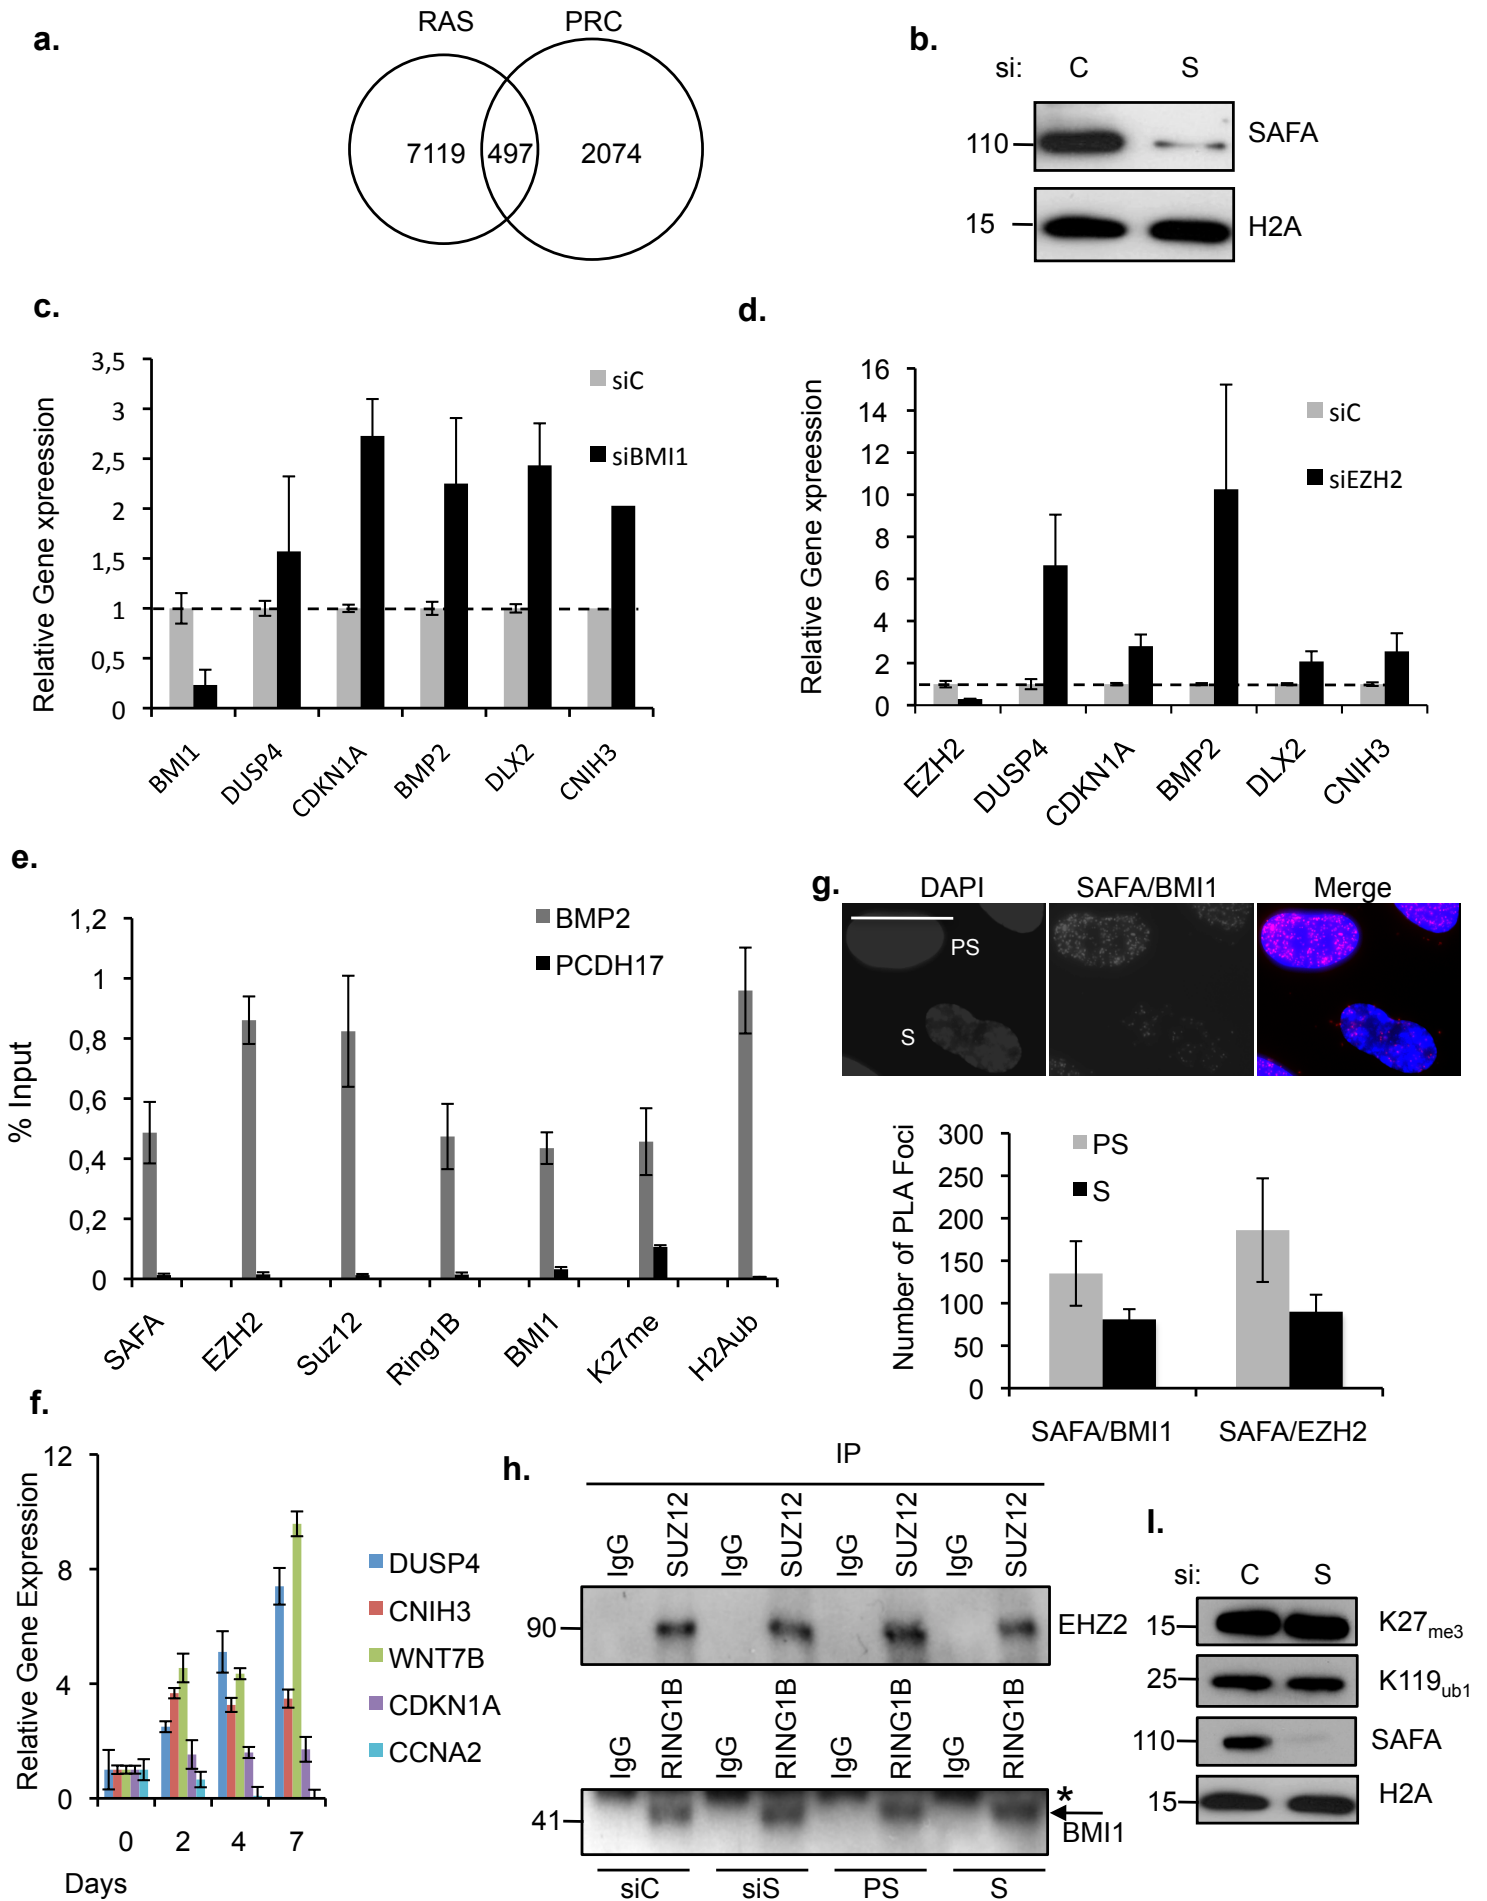 a.
RAS
PRC
7119
497
2074
b.
si:
C
S
110
SAFA
15
H2A
c.
Relative Gene xpreession
3,5
3
2,5
2
1,5
1
0,5
0
siC
siBMI1
BMI1
DUSP4
CDKN1A
BMP2
DLX2
CNIH3
d.
Relative Gene xpreession
16
14
12
10
8
6
4
2
0
siC
siEZH2
EZH2
DUSP4
CDKN1A
BMP2
DLX2
CNIH3
e.
% Input
1,2
1
0,8
0,6
0,4
0,2
0
BMP2
PCDH17
SAFA
EZH2
Suz12
Ring1B
BMI1
K27me
H2Aub
g.
DAPI
SAFA/BMI1
Merge
PS
S
Number of PLA Foci
300
250
200
150
100
50
0
PS
S
SAFA/BMI1
SAFA/EZH2
f.
Relative Gene Expression
12
8
4
0
0
2
4
7
Days
DUSP4
CNIH3
WNT7B
CDKN1A
CCNA2
h.
IP
IgG
SUZ12
IgG
SUZ12
IgG
SUZ12
IgG
SUZ12
90
EHZ2
IgG
RING1B
IgG
RING1B
IgG
RING1B
IgG
RING1B
41
*
BMI1
siC
siS
PS
S
I.
si:
C
S
15
K27me3
25
K119ub1
110
SAFA
15
H2A